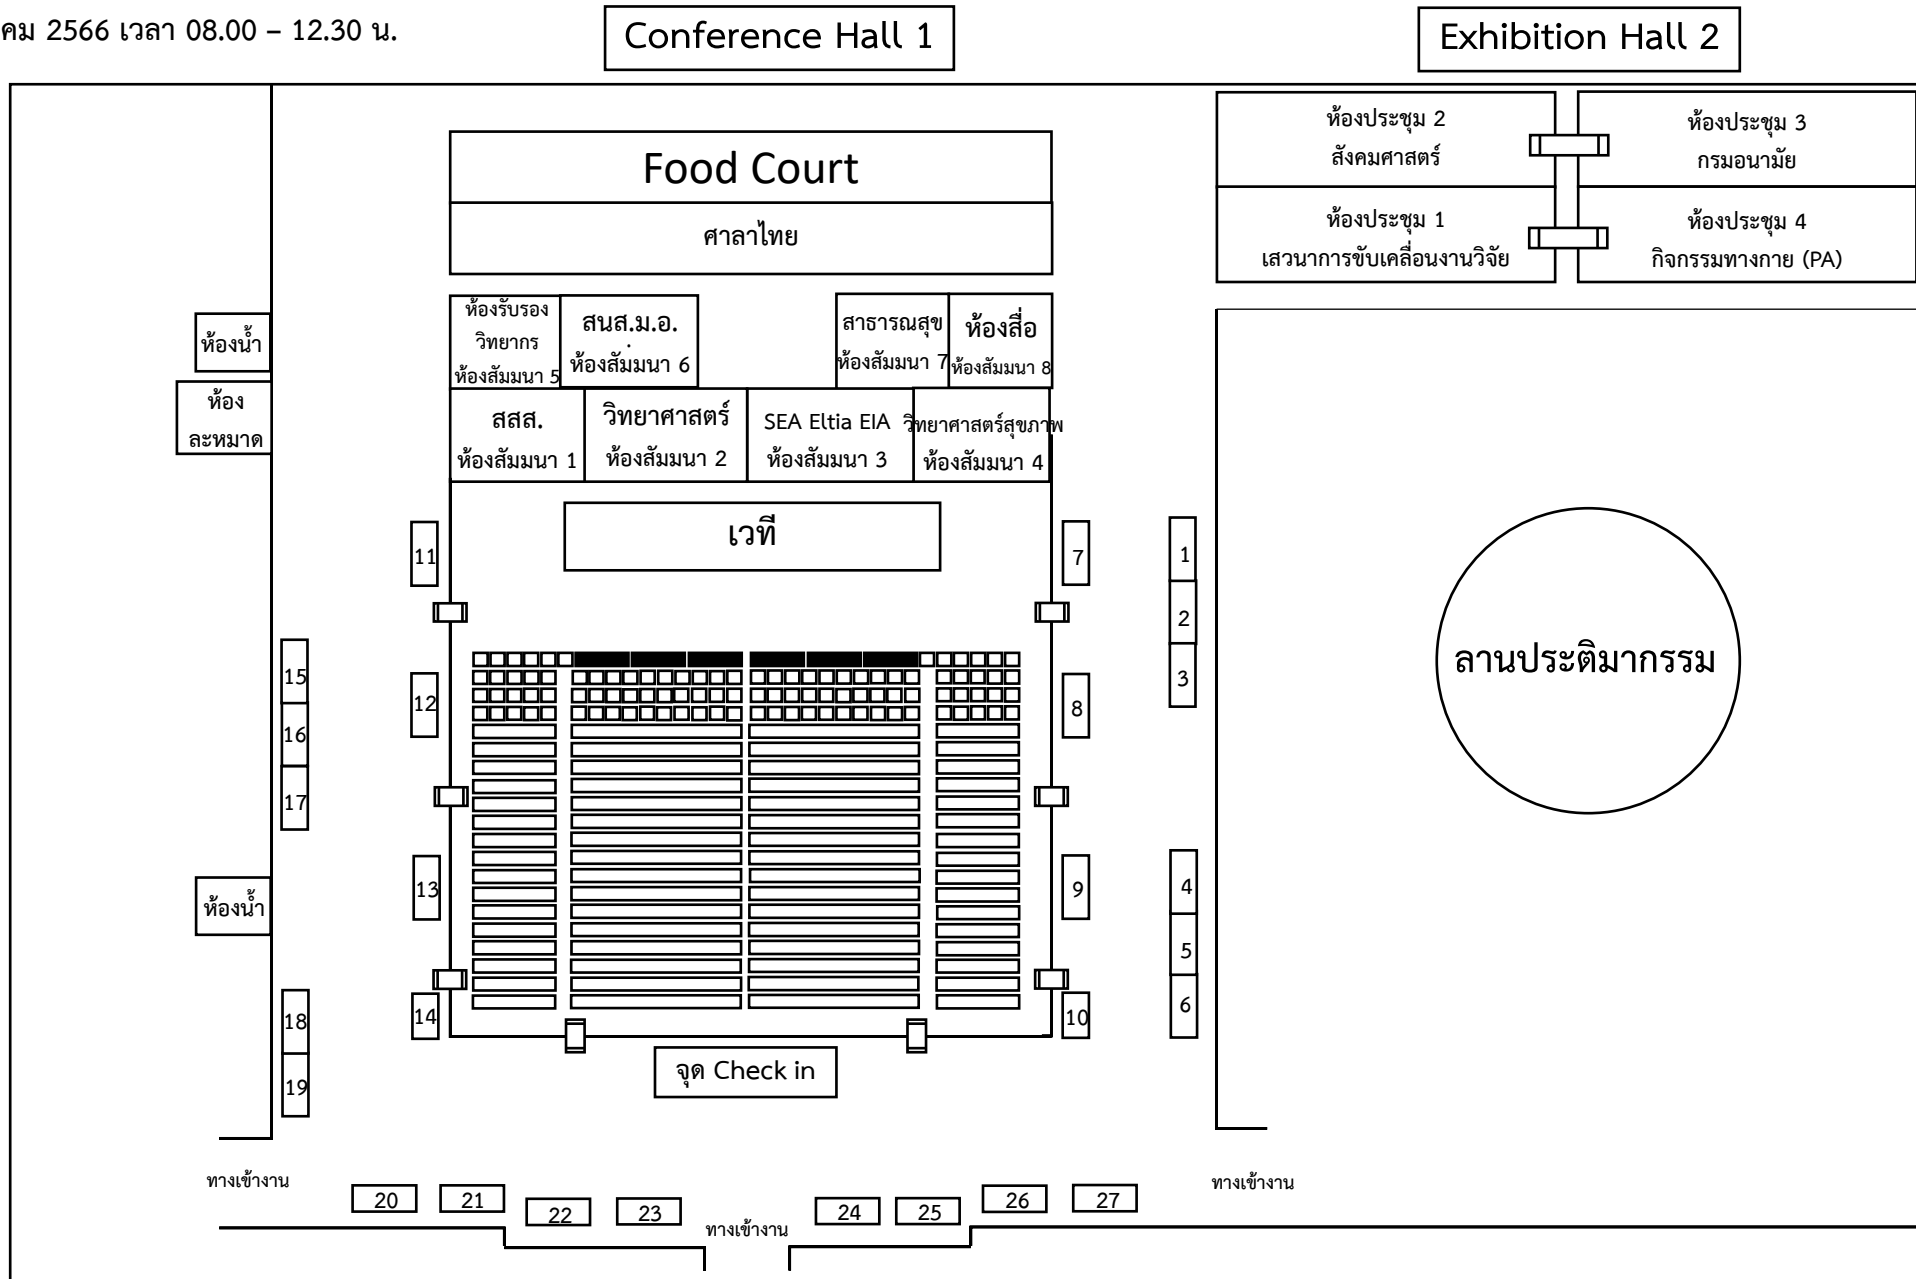 คม 2566 เวลา 08.00 – 12.30 น.
Conference Hall 1
Exhibition Hall 2
Food Court
ศาลาไทย
ห้องประชุม 2
สังคมศาสตร์
ห้องประชุม 3
กรมอนามัย
ห้องประชุม 1
เสวนาการขับเคลื่อนงานวิจัย
ห้องประชุม 4
กิจกรรมทางกาย (PA)
ห้องรับรอง
วิทยากร
ห้องสัมมนา 5
สนส.ม.อ.
.
ห้องสัมมนา 6
สาธารณสุข
ห้องสัมมนา 7
ห้องสื่อ
ห้องสัมมนา 8
ห้องน้ำ
ห้อง
ละหมาด
สสส.
ห้องสัมมนา 1
วิทยาศาสตร์
ห้องสัมมนา 2
SEA Eltia EIA
ห้องสัมมนา 3
วิทยาศาสตร์สุขภาพ
ห้องสัมมนา 4
เวที
11
7
1
2
3
ลานประติมากรรม
15
16
17
12
8
13
9
4
5
6
ห้องน้ำ
18
19
14
10
จุด Check in
ทางเข้างาน
20
21
22
23
ทางเข้างาน
24
25
26
27
ทางเข้างาน